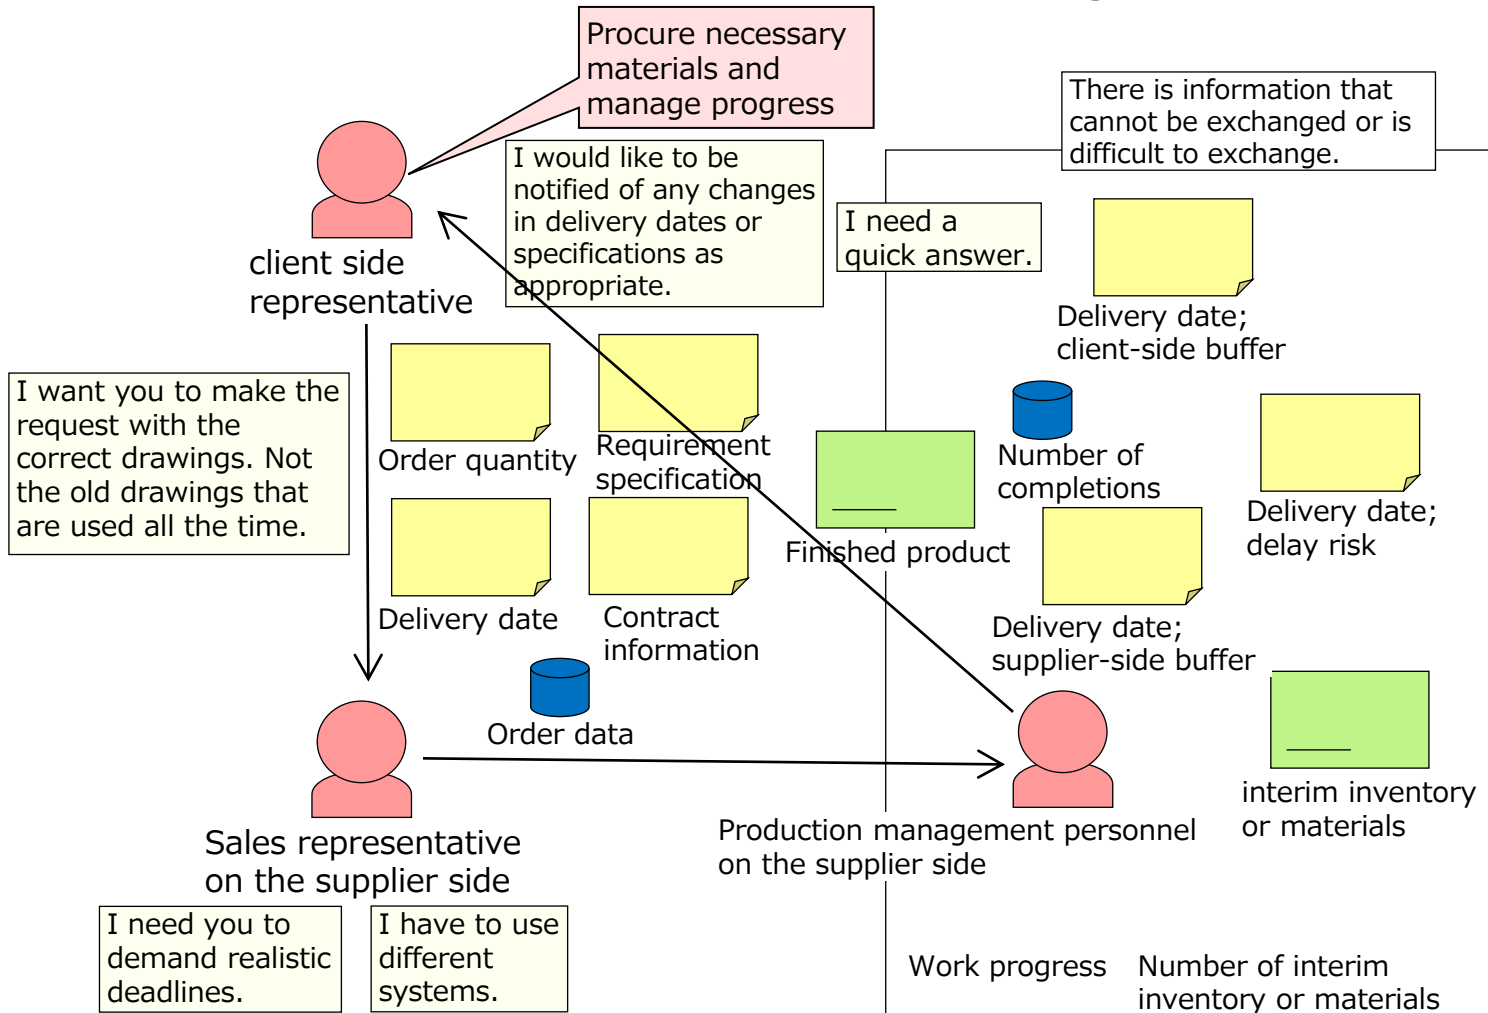 Procure necessary
materials and
manage progress
There is information that
cannot be exchanged or is
difficult to exchange.
I would like to be
notified of any changes
in delivery dates or
specifications as
appropriate.
I need a
quick answer.
client side
representative
Delivery date;
client-side buffer
I want you to make the
request with the
correct drawings. Not
the old drawings that
are used all the time.
Order quantity
Requirement
specification
Number of
completions
Delivery date;
delay risk
Finished product
Delivery date
Contract
information
Delivery date;
supplier-side buffer
Order data
interim inventory
or materials
Sales representative
on the supplier side
Production management personnel
on the supplier side
I need you to
demand realistic
deadlines.
I have to use
different
systems.
Work progress
Number of interim
inventory or materials